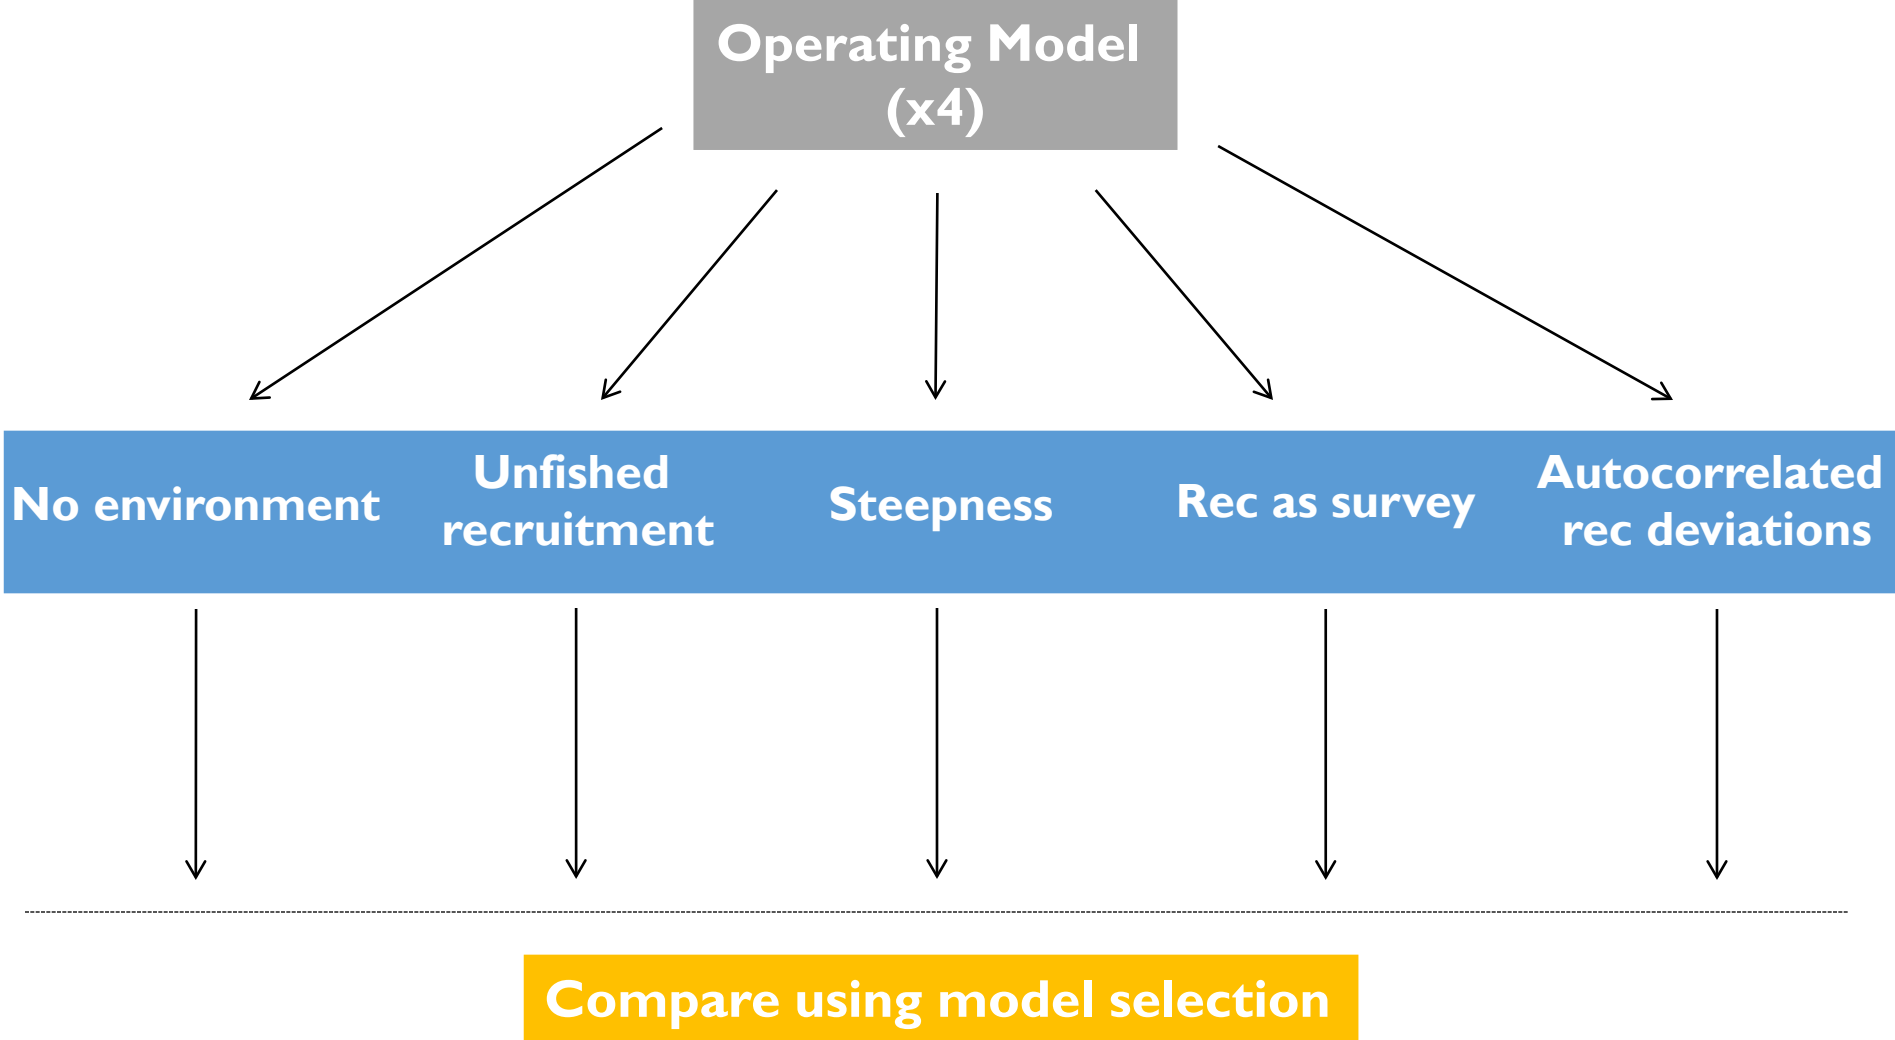 Operating Model
(x4)
No environment
Unfished
recruitment
Steepness
Rec as survey
Autocorrelated
rec deviations
Compare using model selection